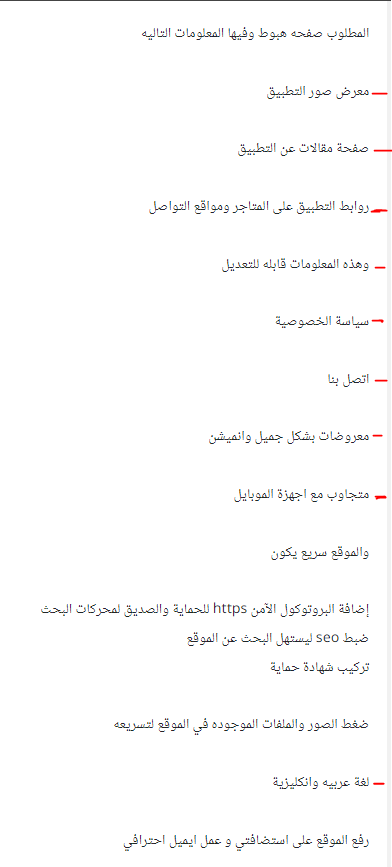 المطلوب صفحه هبوط وفيها المعلومات التاليه
معرض صور التطبيق
صفحة مقالات عن التطبيق
روابط التطبيق على المتاجر ومواقع التواصل
وهذه المعلومات قابله للتعديل
سياسة الخصوصية
اتصل بنا
معروضات بشكل جميل وانميشن
متجاوب مع اجهزة الموبايل
والموقع سريع يكون
إضافة البروتوكول الآمن https للحماية والصديق لمحركات البحث
ضبط seo ليستهل البحث عن الموقع
تركيب شهادة حماية
ضغط الصور والملفات الموجوده في الموقع لتسريعه
لغة عربيه وانكليزية
رفع الموقع على استضافتي و عمل ايميل احترافي